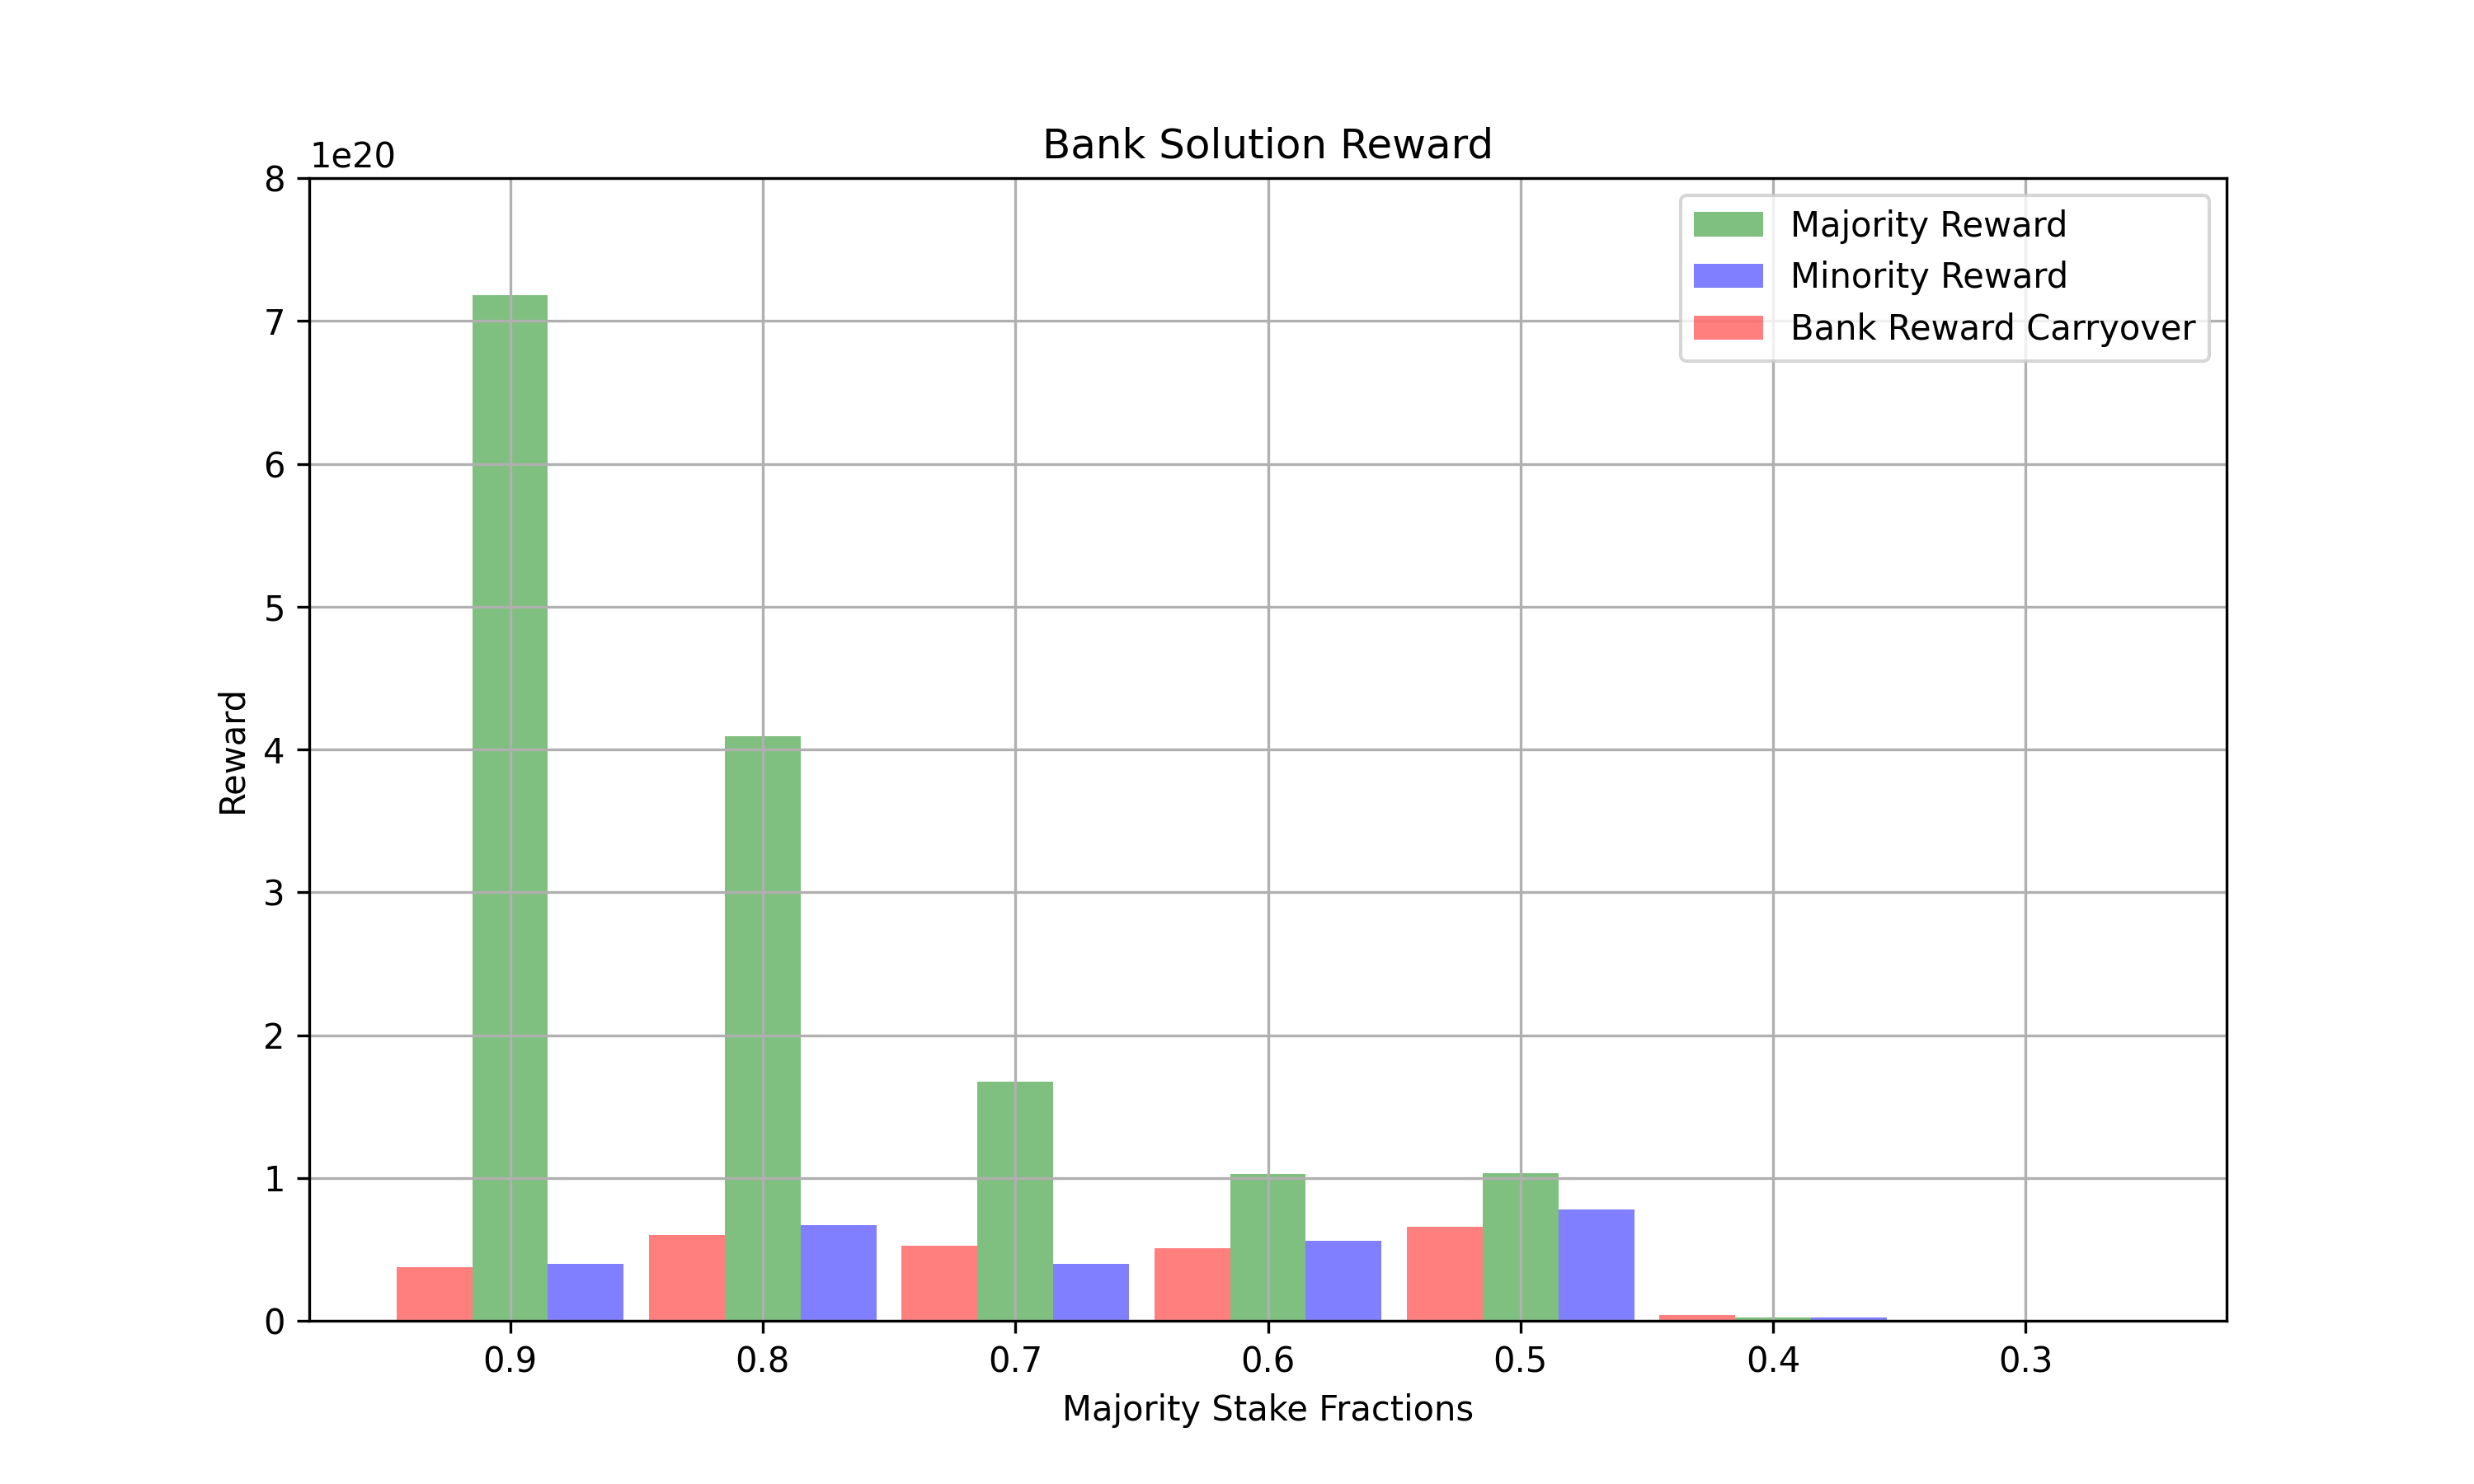 Bank Solution Reward
1e20
8
7
6
5
4
3
2
1
0
Reward
Majority Reward
Minority Reward
Bank Reward Carryover
0.9 0.8 0.7 0.6 0.5 0.4 0.3
Majority Stake Fractions